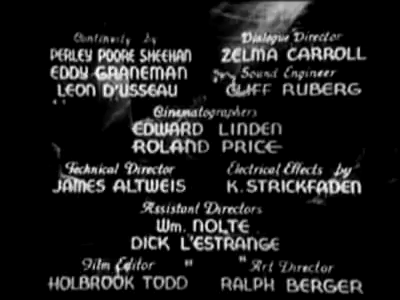 Continuity by
PERLEY POORE SHEEHAN
EDDY GRANEMAN
LEON D'USSEAU
Dialogue Director
ZELMA CARROLL
Sound Engineer
CLIFF RUBERG
Cinematographers
EDWARD LINDEN
ROLAND PRICE
Technical Director
JAMES ALTWEIS
Electrical Effects by
K. STRICKFADEN
Assistant Directors
Wm. NOLTE
DICK L'ESTRANGE
Film Editor
HOLBROOK TODD
Art Director
RALPH BERGER